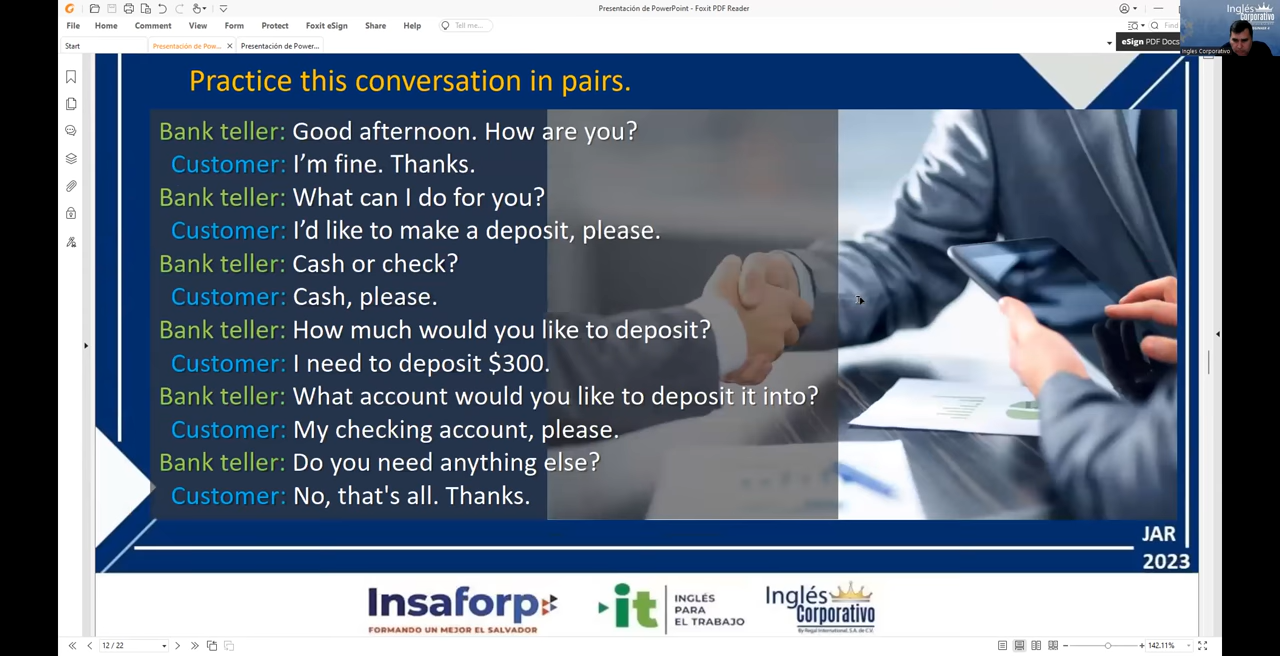 Presentación de PowerPoint - Foxit PDF Reader
File Home Comment View Form Protect Foxit eSign Share Help Tell me... Find
Start Presentación de Pow... Presentación de Power...
eSign PDF Docs
Inglés
Corporativo
Ingles Corporativo
Practice this conversation in pairs.
Bank teller: Good afternoon. How are you?
Customer: I’m fine. Thanks.
Bank teller: What can I do for you?
Customer: I’d like to make a deposit, please.
Bank teller: Cash or check?
Customer: Cash, please.
Bank teller: How much would you like to deposit?
Customer: I need to deposit $300.
Bank teller: What account would you like to deposit it into?
Customer: My checking account, please.
Bank teller: Do you need anything else?
Customer: No, that's all. Thanks.
JAR
2023
Insaforp
FORMANDO UN MEJOR EL SALVADOR
it INGLÉS
PARA
EL TRABAJO
Inglés
Corporativo
By Regal International, S.A. de C.V.
12 / 22
142.11%